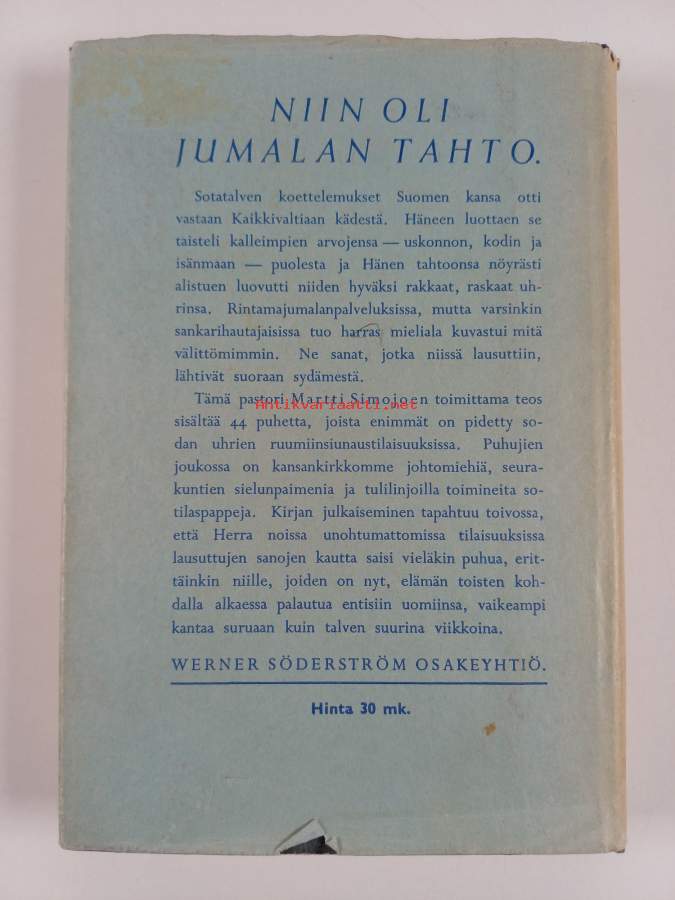 NIIN OLI
JUMALAN TAHTO.
Sotatalven koettelemukset Suomen kansa otti
vastaan Kaikkivaltiaan kädestä. Häneen luottaen se
taisteli kalleimpien arvojensa — uskonnon, kodin ja
isänmaan — puolesta ja Hänen tahtoonsa nöyrästi
alistuen luovutti niiden hyväksi rakkaat, raskaat uh-
rinsa. Rintamajumalanpalveluksissa, mutta varsinkin
sankarihautajaisissa tuo harras mieliala kuvastui mitä
välittömimmin. Ne sanat, jotka niissä lausuttiin,
lähtivät suoraan sydämestä.
Tämä pastori Martti Simojoen toimittama teos
Antikvariaatti.net
sisältää 44 puhetta, joista enimmät on pidetty so-
dan uhrien ruumiinsiunaustilaisuuksissa. Puhujien
joukossa on kansankirkkomme johtomiehiä, seura-
kuntien sielunpaimenia ja tulilinjoilla toimineita so-
tilaspappeja. Kirjan julkaiseminen tapahtuu toivossa,
että Herra noissa unohtumattomissa tilaisuuksissa
lausuttujen sanojen kautta saisi vieläkin puhua, erit-
täinkin niille, joiden on nyt, elämän toisten koh-
dalla alkaessa palautua entisiin uomiinsa, vaikeampi
kantaa suruaan kuin talven suurina viikkoina.
WERNER SÖDERSTRÖM OSAKEYHTIÖ.
Hinta 30 mk.